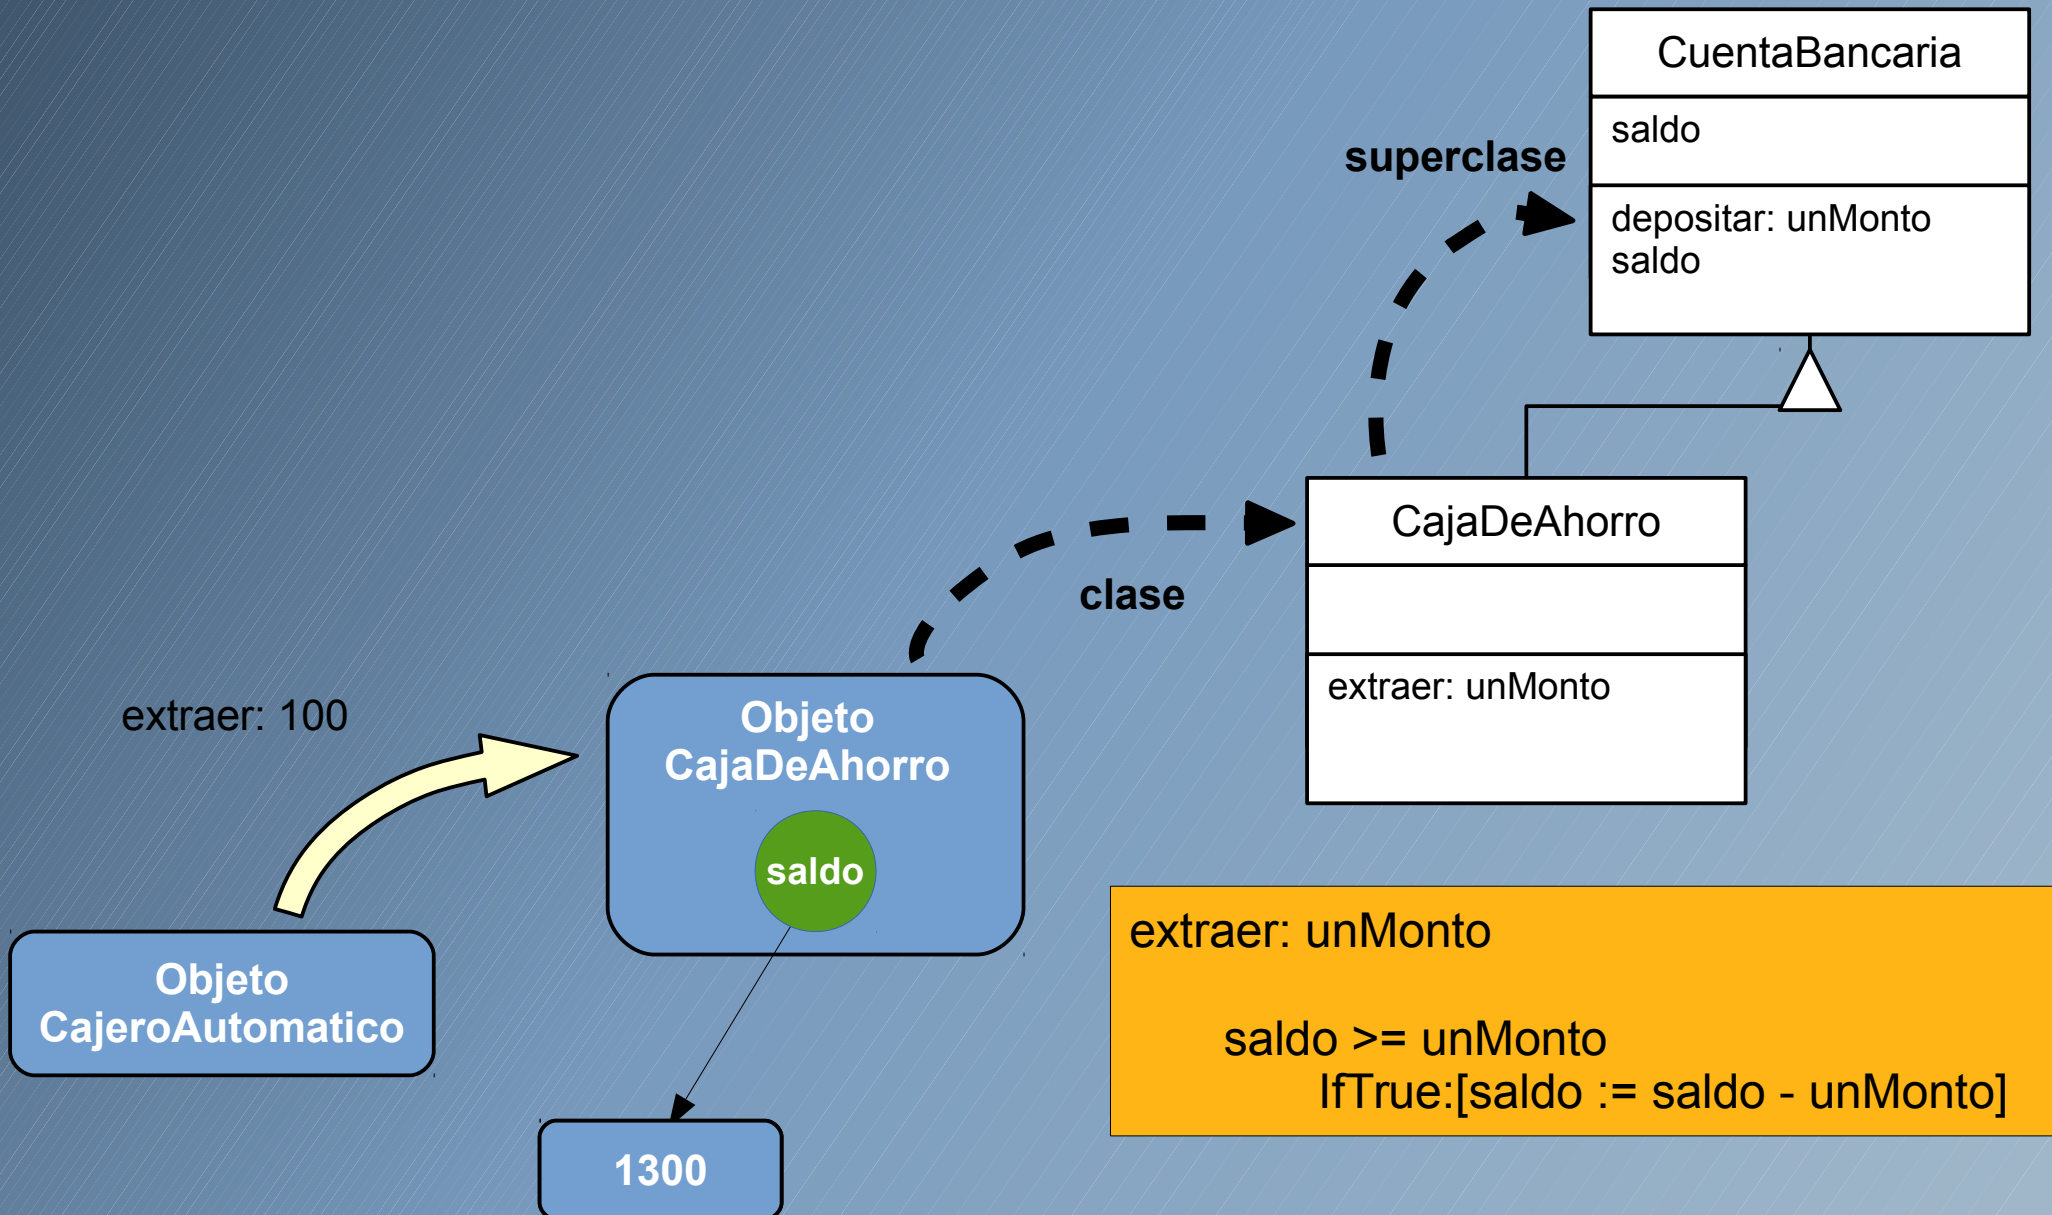 CuentaBancaria
saldo
superclase
depositar: unMonto
saldo
CajaDeAhorro
clase
extraer: unMonto
extraer: 100
Objeto
CajaDeAhorro
saldo
Objeto
CajeroAutomatico
1300
extraer: unMonto
saldo >= unMonto
IfTrue:[saldo := saldo - unMonto]